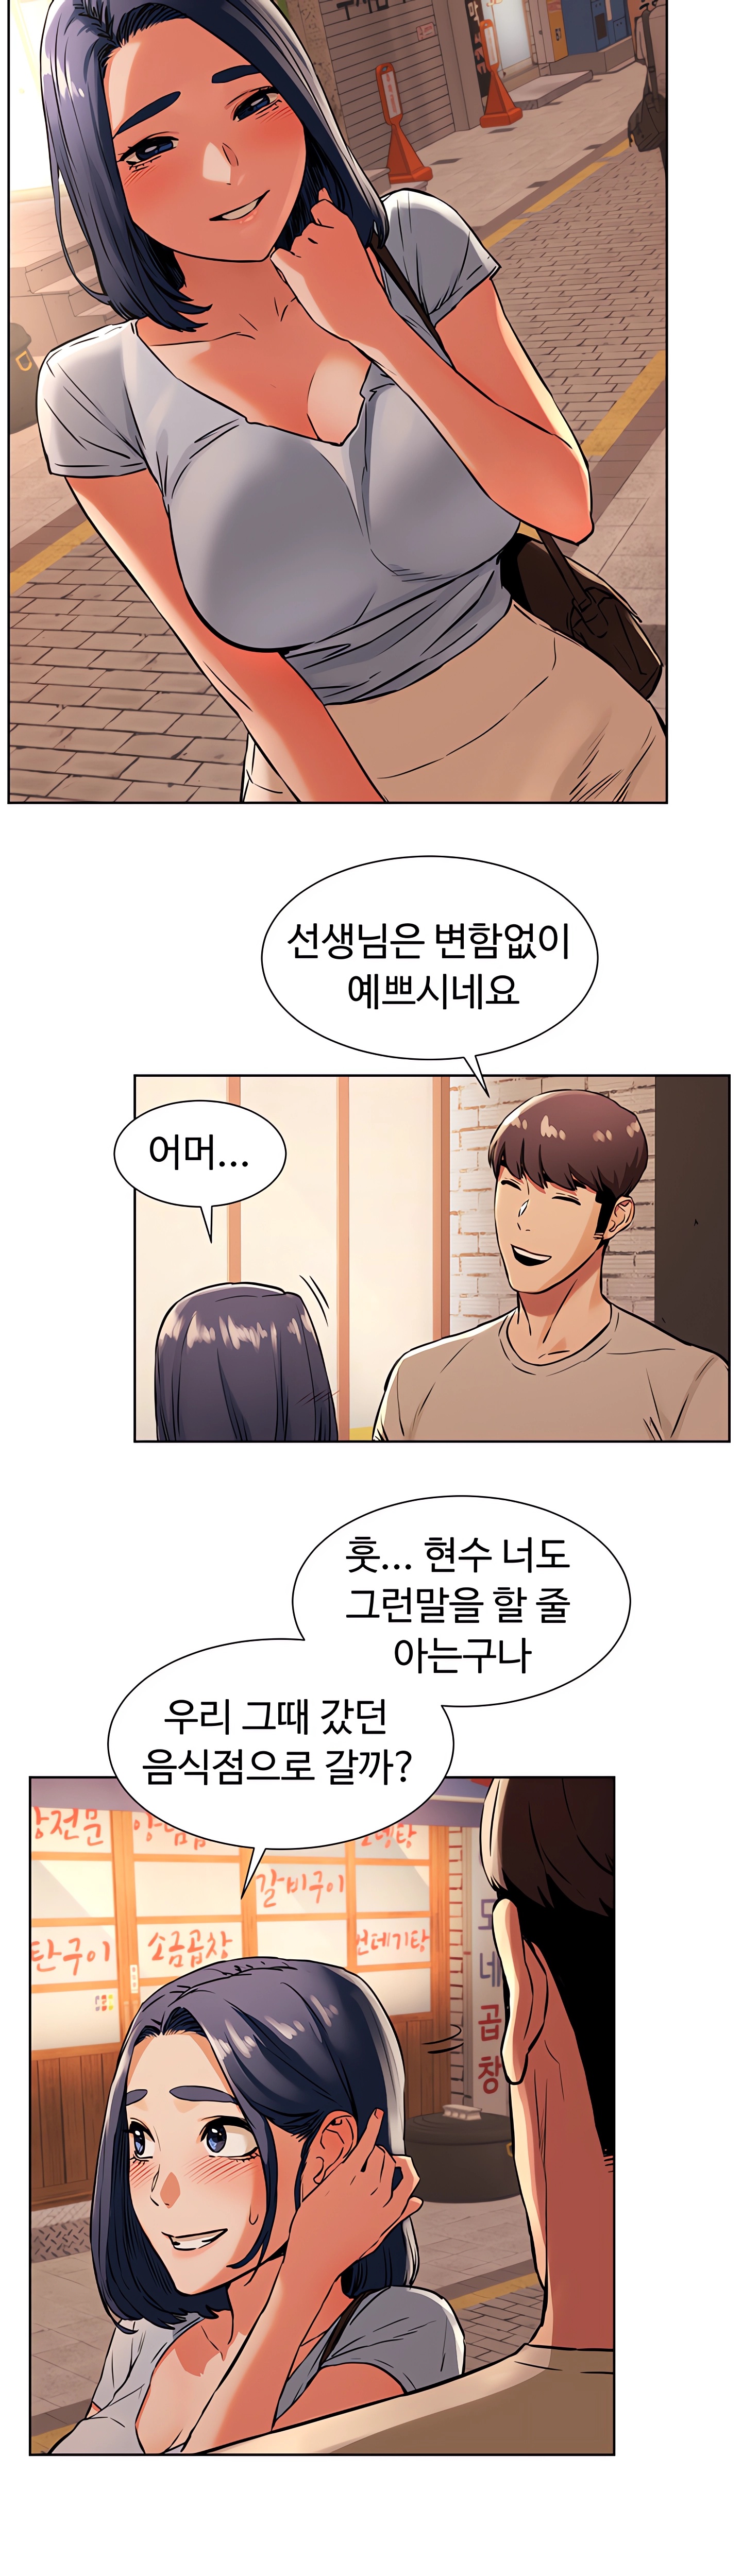 선생님은 변함없이
예쁘시네요
어머...
훗... 현수 너도
그런말을 할 줄
아는구나
우리 그때 갔던
음식점으로 갈까?
갈비구이
탄구이
소금곱창
번데기탕
네
곱
창